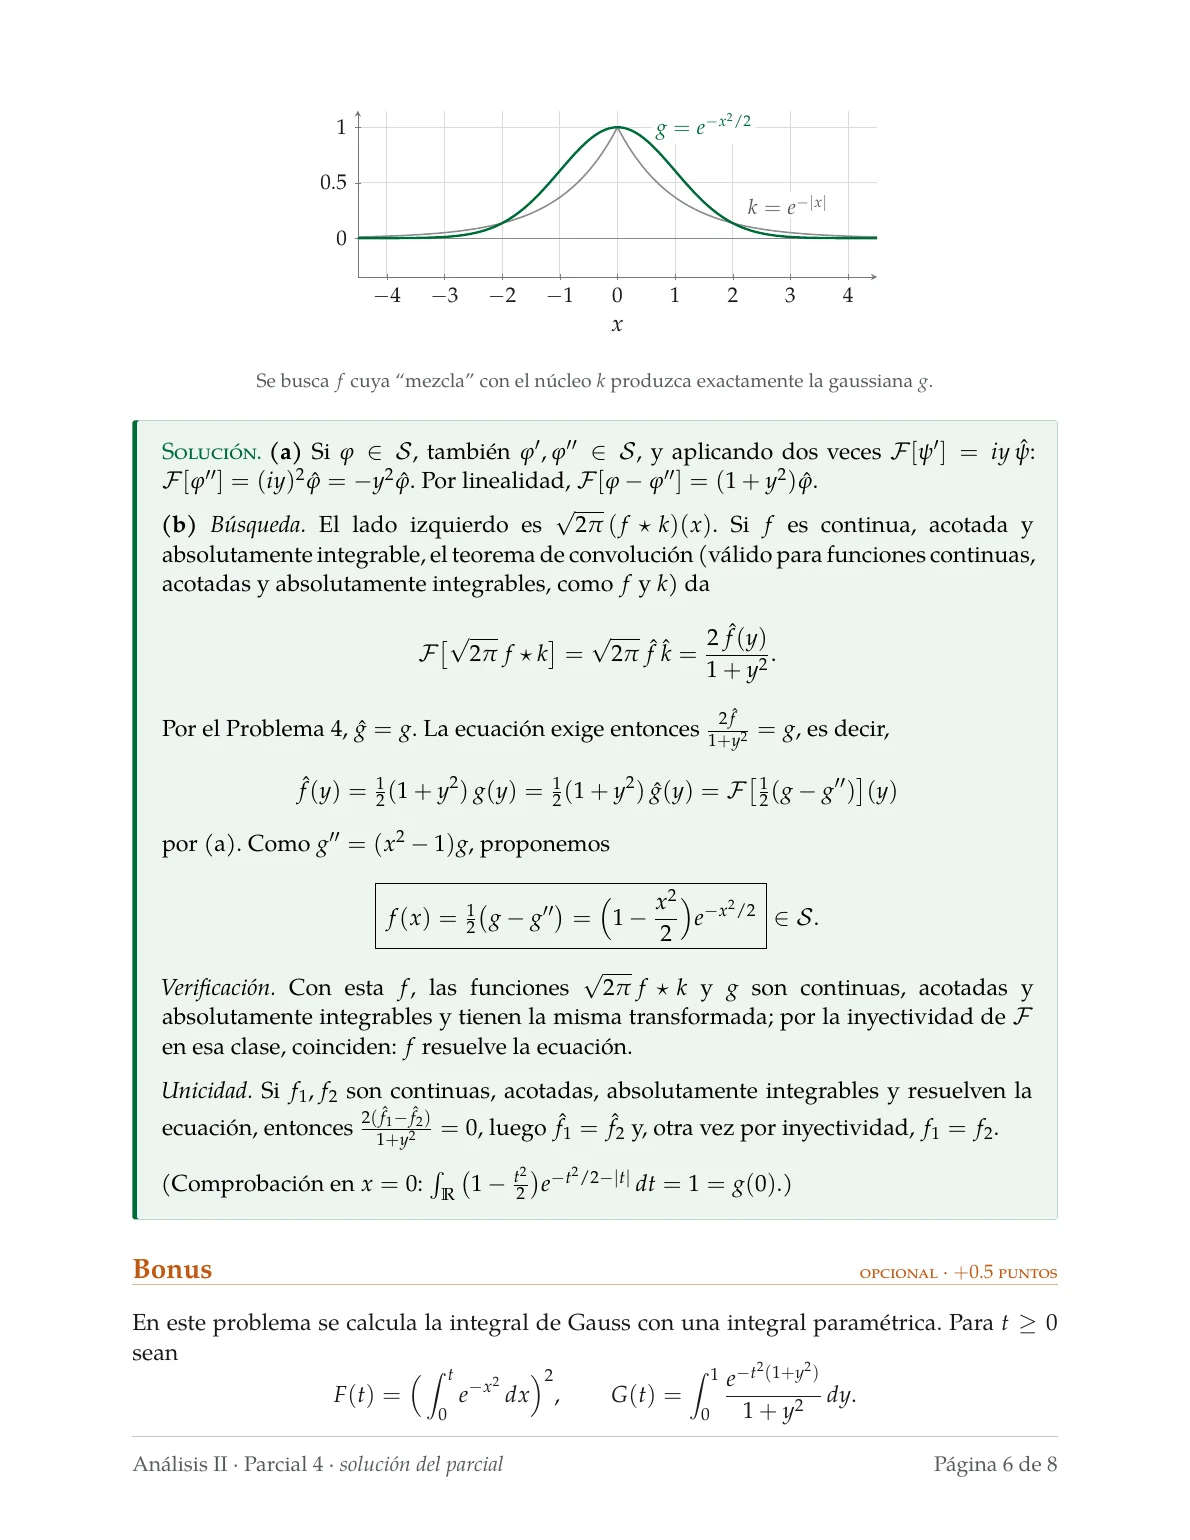 1
0.5
0
−4 −3 −2 −1 0 1 2 3 4
x
g = e^{−x²/2}
k = e^{−|x|}
Se busca f cuya “mezcla” con el núcleo k produzca exactamente la gaussiana g.
Solución. (a) Si φ ∈ 𝒮, también φ′, φ″ ∈ 𝒮, y aplicando dos veces ℱ[ψ′] = iy ψ̂:
ℱ[φ″] = (iy)²φ̂ = −y²φ̂. Por linealidad, ℱ[φ − φ″] = (1 + y²)φ̂.
(b) Búsqueda. El lado izquierdo es √(2π) (f ⋆ k)(x). Si f es continua, acotada y
absolutamente integrable, el teorema de convolución (válido para funciones continuas,
acotadas y absolutamente integrables, como f y k) da
ℱ[√(2π) f ⋆ k] = √(2π) f̂ k̂ = 2 f̂(y) / (1 + y²).
Por el Problema 4, ĝ = g. La ecuación exige entonces 2f̂/(1+y²) = g, es decir,
f̂(y) = ½(1 + y²) g(y) = ½(1 + y²) ĝ(y) = ℱ[½(g − g″)](y)
por (a). Como g″ = (x² − 1)g, proponemos
f(x) = ½(g − g″) = (1 − x²/2)e^{−x²/2} ∈ 𝒮.
Verificación. Con esta f, las funciones √(2π) f ⋆ k y g son continuas, acotadas y
absolutamente integrables y tienen la misma transformada; por la inyectividad de ℱ
en esa clase, coinciden: f resuelve la ecuación.
Unicidad. Si f₁, f₂ son continuas, acotadas, absolutamente integrables y resuelven la
ecuación, entonces 2(f̂₁−f̂₂)/(1+y²) = 0, luego f̂₁ = f̂₂ y, otra vez por inyectividad, f₁ = f₂.
(Comprobación en x = 0: ∫_ℝ (1 − t²/2)e^{−t²/2−|t|} dt = 1 = g(0).)
Bonus opcional · +0.5 puntos
En este problema se calcula la integral de Gauss con una integral paramétrica. Para t ≥ 0
sean
F(t) = (∫₀^t e^{−x²} dx)², G(t) = ∫₀^1 e^{−t²(1+y²)} / (1 + y²) dy.
Análisis II · Parcial 4 · solución del parcial Página 6 de 8